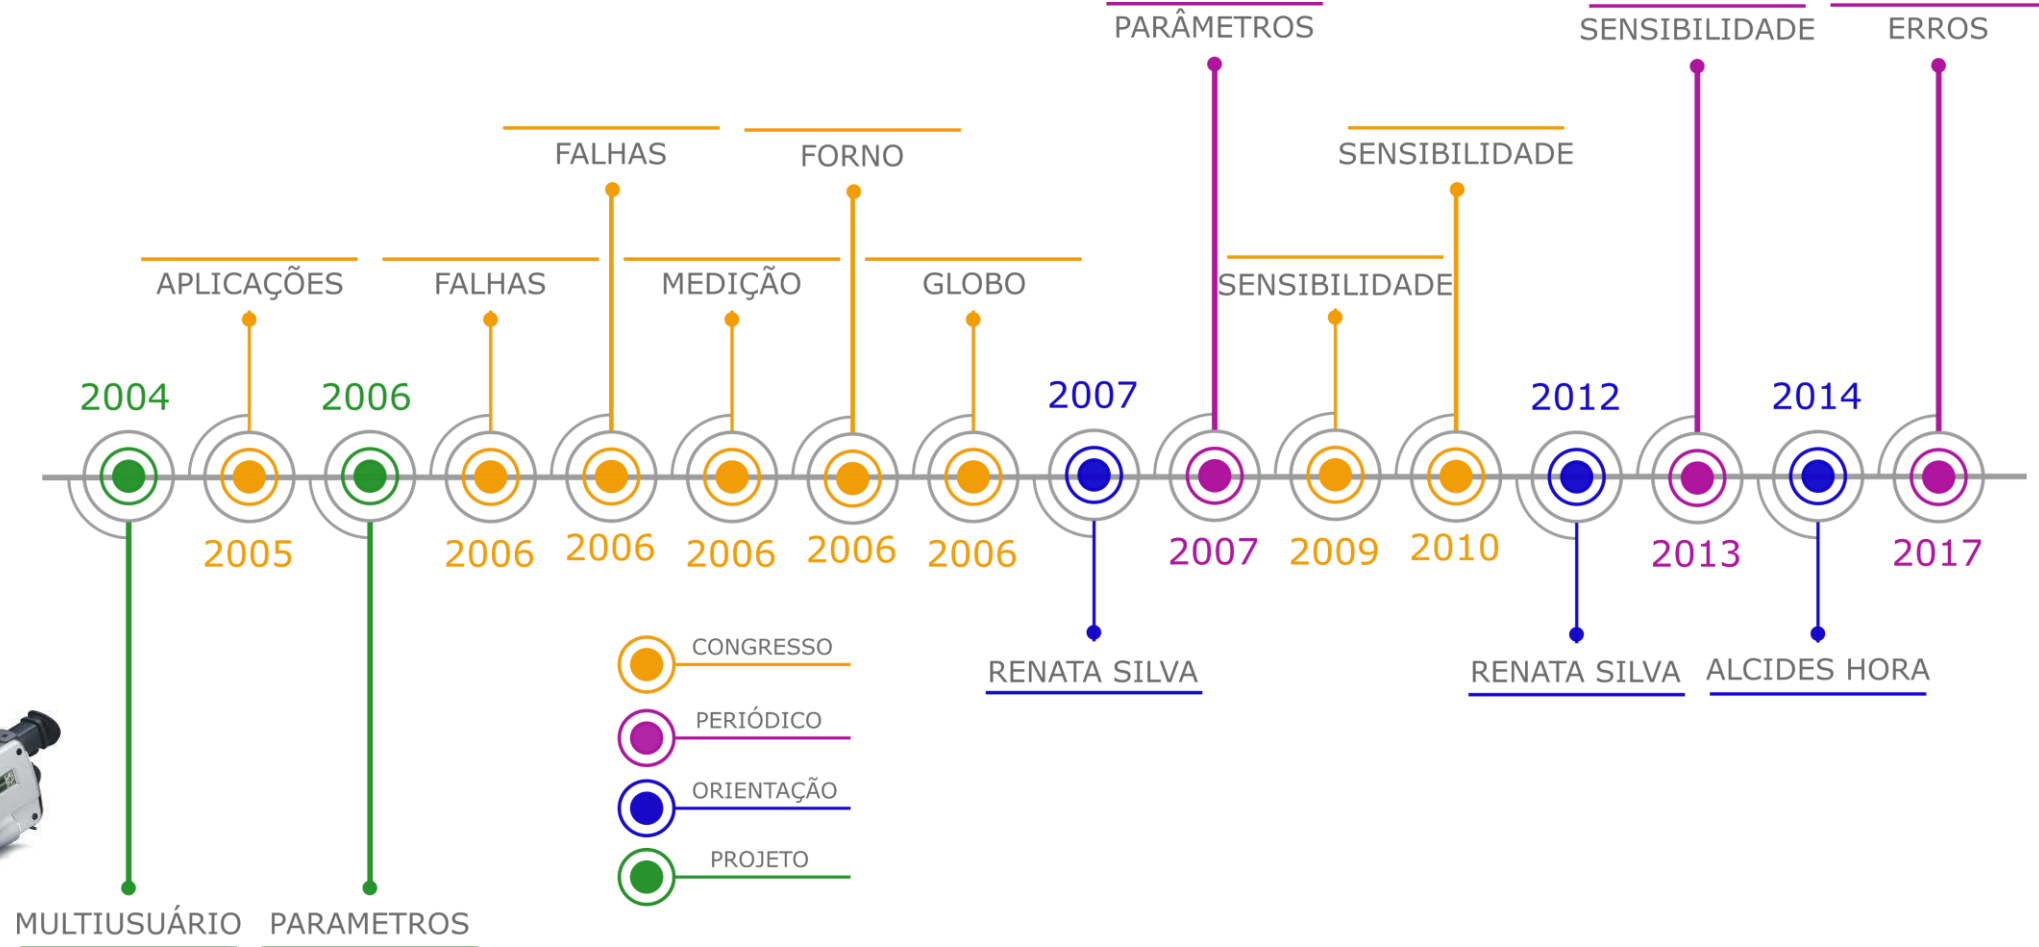 PARÂMETROS
SENSIBILIDADE
ERROS
FALHAS
FORNO
SENSIBILIDADE
APLICAÇÕES
FALHAS
MEDIÇÃO
GLOBO
SENSIBILIDADE
2004
2006
2007
2012
2014
2005
2006
2006
2006
2006
2006
2007
2009
2010
2013
2017
RENATA SILVA
RENATA SILVA
ALCIDES HORA
CONGRESSO
PERIÓDICO
ORIENTAÇÃO
PROJETO
MULTIUSUÁRIO
PARAMETROS